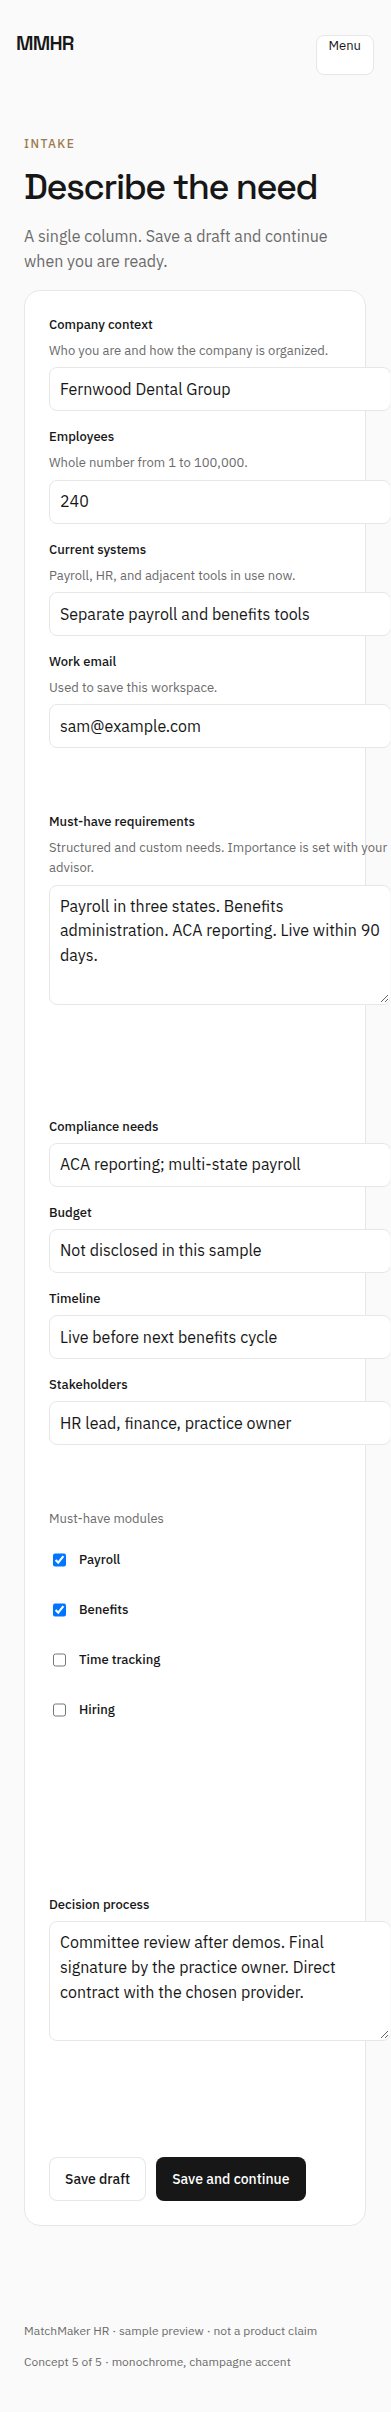 MMHR
Menu
INTAKE
Describe the need
A single column. Save a draft and continue
when you are ready.
Company context
Who you are and how the company is organized.
Fernwood Dental Group
Employees
Whole number from 1 to 100,000.
240
Current systems
Payroll, HR, and adjacent tools in use now.
Separate payroll and benefits tools
Work email
Used to save this workspace.
sam@example.com
Must-have requirements
Structured and custom needs. Importance is set with your
advisor.
Payroll in three states. Benefits
administration. ACA reporting. Live within 90
days.
Compliance needs
ACA reporting; multi-state payroll
Budget
Not disclosed in this sample
Timeline
Live before next benefits cycle
Stakeholders
HR lead, finance, practice owner
Must-have modules
Payroll
Benefits
Time tracking
Hiring
Decision process
Committee review after demos. Final
signature by the practice owner. Direct
contract with the chosen provider.
Save draft
Save and continue
MatchMaker HR · sample preview · not a product claim
Concept 5 of 5 · monochrome, champagne accent